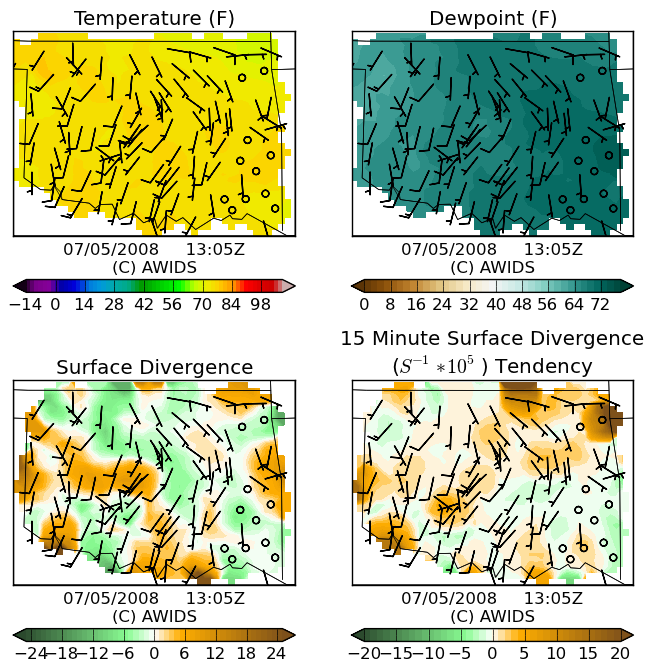 Temperature (F)
Dewpoint (F)
07/05/2008 13:05Z
(C) AWIDS
−14 0 14 28 42 56 70 84 98
07/05/2008 13:05Z
(C) AWIDS
0 8 16 24 32 40 48 56 64 72
Surface Divergence
15 Minute Surface Divergence
(S⁻¹ *10⁵ ) Tendency
07/05/2008 13:05Z
(C) AWIDS
−24 −18 −12 −6 0 6 12 18 24
07/05/2008 13:05Z
(C) AWIDS
−20 −15 −10 −5 0 5 10 15 20